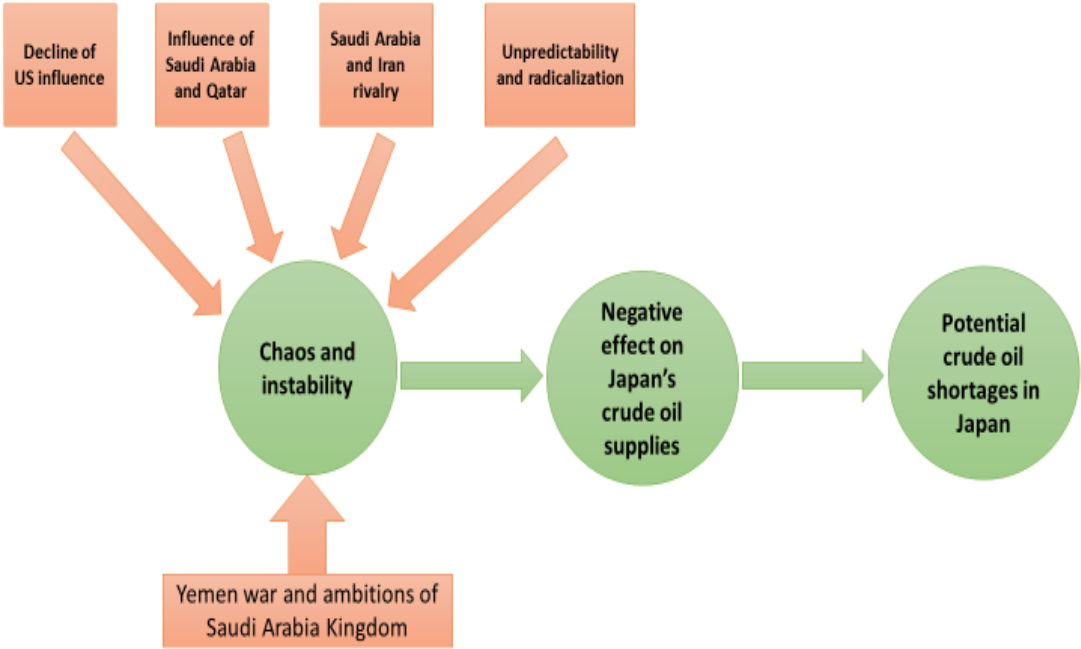 Decline of
US influence
Influence of
Saudi Arabia
and Qatar
Saudi Arabia
and Iran
rivalry
Unpredictability
and radicalization
Chaos and
instability
Negative
effect on
Japan's
crude oil
supplies
Potential
crude oil
shortages in
Japan
Yemen war and ambitions of
Saudi Arabia Kingdom